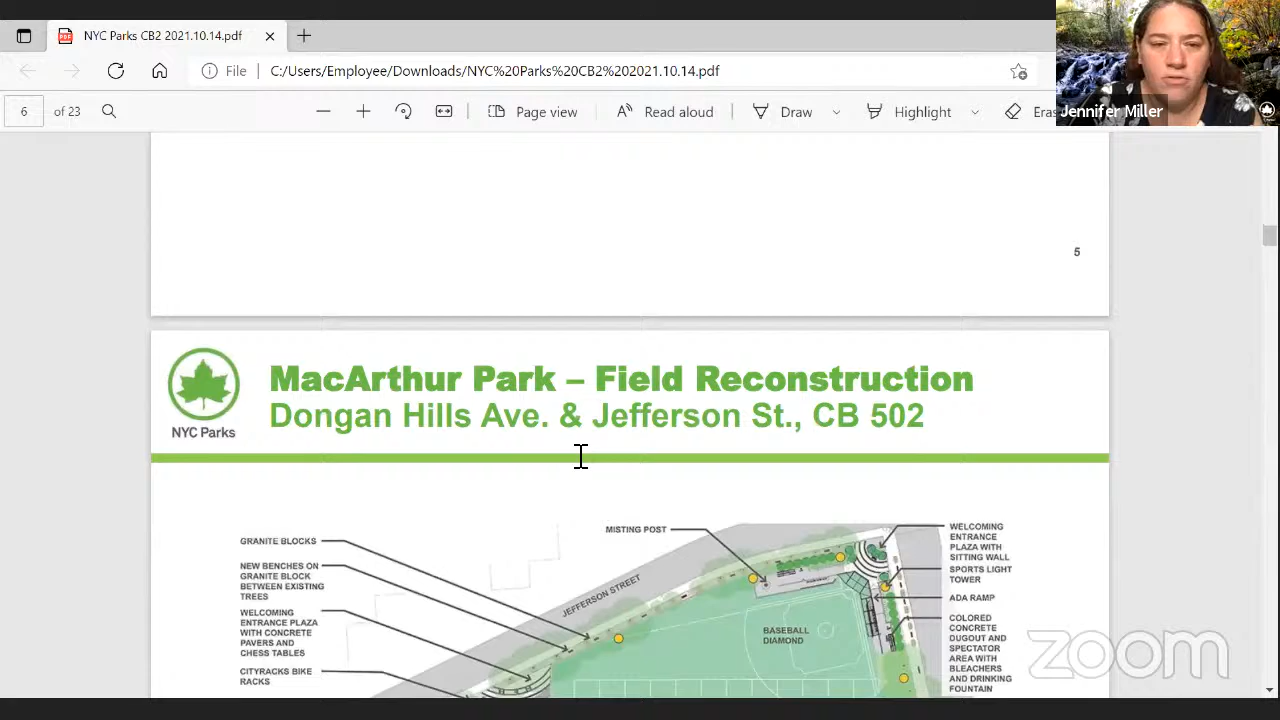 NYC Parks CB2 2021.10.14.pdf
File
C:/Users/Employee/Downloads/NYC%20Parks%20CB2%202021.10.14.pdf
6 of 23
Page view
Read aloud
Draw
Highlight
Eras
Jennifer Miller
5
NYC Parks
MacArthur Park – Field Reconstruction
Dongan Hills Ave. & Jefferson St., CB 502
GRANITE BLOCKS
NEW BENCHES ON
GRANITE BLOCK
BETWEEN EXISTING
TREES
WELCOMING
ENTRANCE PLAZA
WITH CONCRETE
PAVERS AND
CHESS TABLES
CITYRACKS BIKE
RACKS
JEFFERSON STREET
MISTING POST
BASEBALL
DIAMOND
WELCOMING
ENTRANCE
PLAZA WITH
SITTING WALL
SPORTS LIGHT
TOWER
ADA RAMP
COLORED
CONCRETE
DUGOUT AND
SPECTATOR
AREA WITH
BLEACHERS
AND DRINKING
FOUNTAIN
zoom